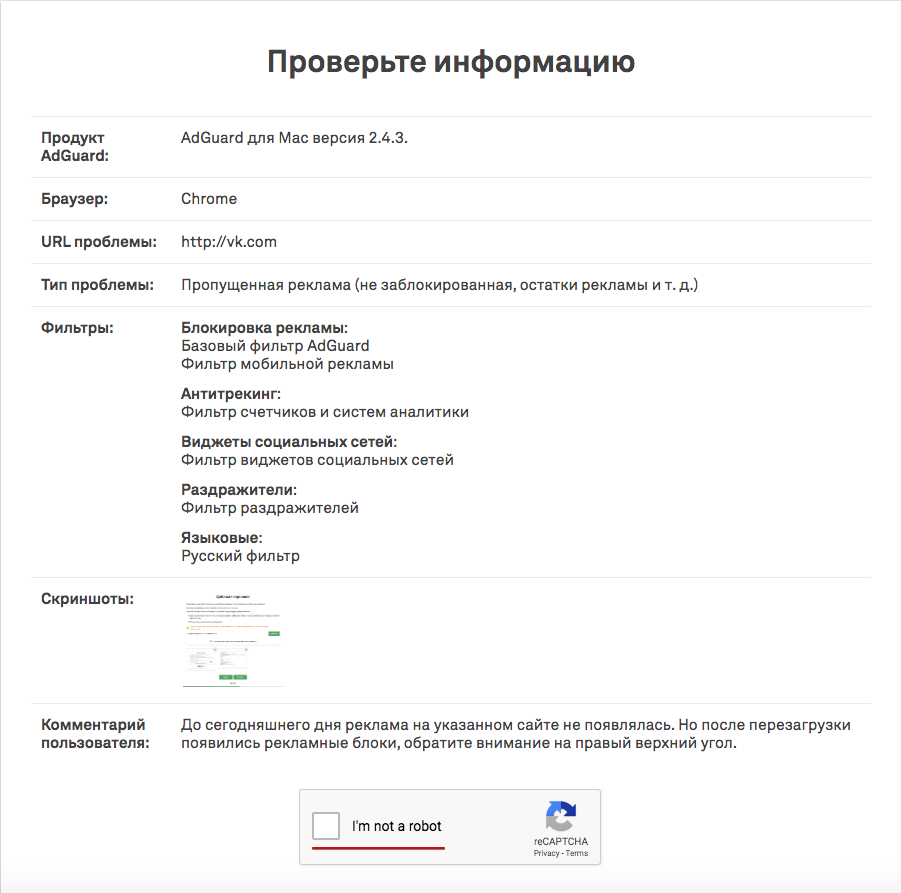 Проверьте информацию
Продукт
AdGuard:
AdGuard для Mac версия 2.4.3.
Браузер:
Chrome
URL проблемы:
http://vk.com
Тип проблемы:
Пропущенная реклама (не заблокированная, остатки рекламы и т. д.)
Фильтры:
Блокировка рекламы:
Базовый фильтр AdGuard
Фильтр мобильной рекламы
Антитрекинг:
Фильтр счетчиков и систем аналитики
Виджеты социальных сетей:
Фильтр виджетов социальных сетей
Раздражители:
Фильтр раздражителей
Языковые:
Русский фильтр
Скриншоты:
Комментарий
пользователя:
До сегодняшнего дня реклама на указанном сайте не появлялась. Но после перезагрузки
появились рекламные блоки, обратите внимание на правый верхний угол.
I'm not a robot
reCAPTCHA
Privacy - Terms